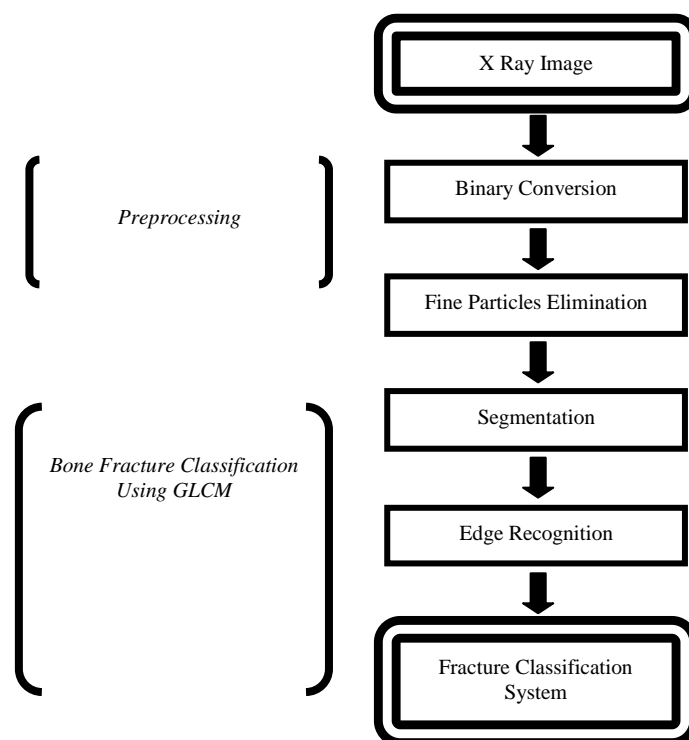 X Ray Image
Binary Conversion
Preprocessing
Fine Particles Elimination
Segmentation
Bone Fracture Classification
Using GLCM
Edge Recognition
Fracture Classification
System